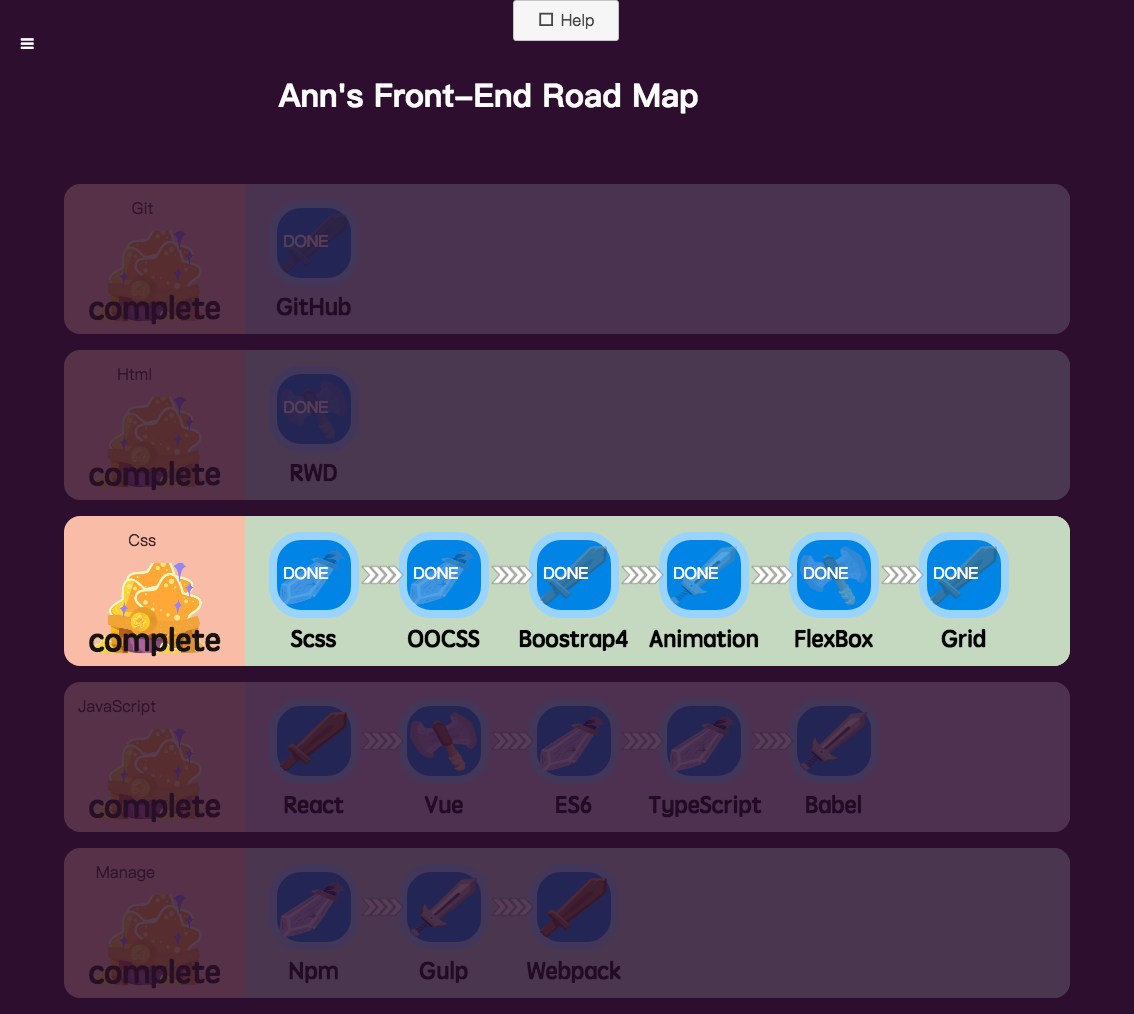 Help
Ann's Front-End Road Map
Git
complete
DONE
GitHub
Html
complete
DONE
RWD
Css
complete
DONE DONE DONE DONE DONE DONE
Scss OOCSS Boostrap4 Animation FlexBox Grid
JavaScript
complete
React Vue ES6 TypeScript Babel
Manage
complete
Npm Gulp Webpack